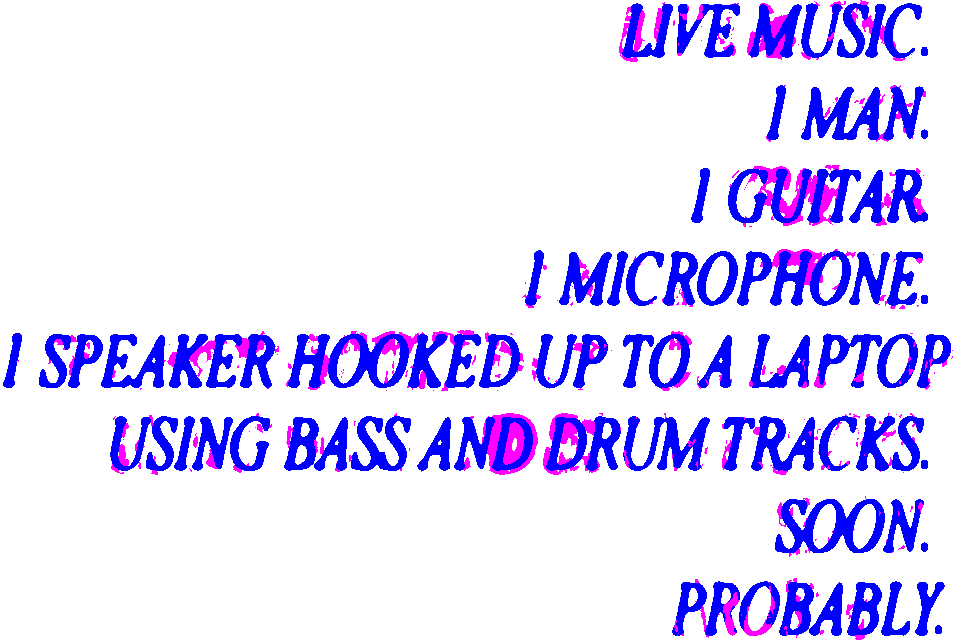 LIVE MUSIC.
1 MAN.
1 GUITAR.
1 MICROPHONE.
1 SPEAKER HOOKED UP TO A LAPTOP
USING BASS AND DRUM TRACKS.
SOON.
PROBABLY.